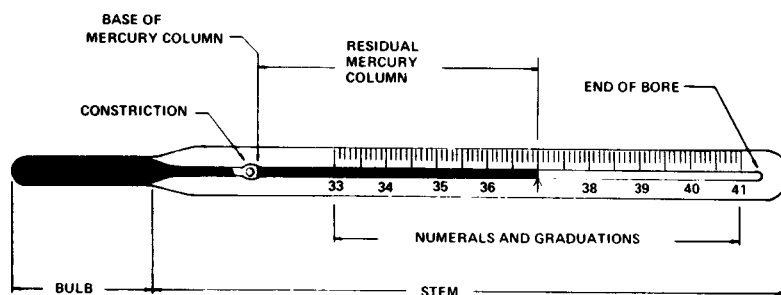 BASE OF
MERCURY COLUMN
RESIDUAL
MERCURY
COLUMN
CONSTRICTION
END OF BORE
33 34 35 36 38 39 40 41
NUMERALS AND GRADUATIONS
BULB
STEM